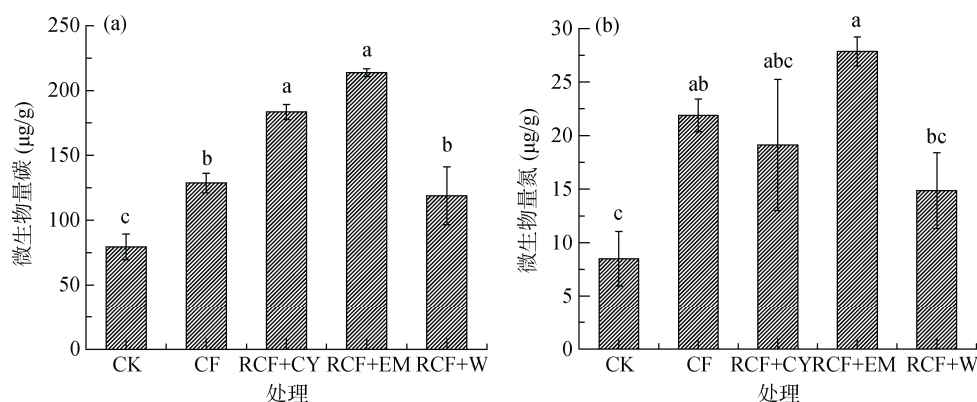 (a)
微生物量碳 (μg/g)
250
200
150
100
50
0
c
b
a
a
b
CK CF RCF+CY RCF+EM RCF+W
处理
(b)
微生物量氮 (μg/g)
30
25
20
15
10
5
0
c
ab
abc
a
bc
CK CF RCF+CY RCF+EM RCF+W
处理